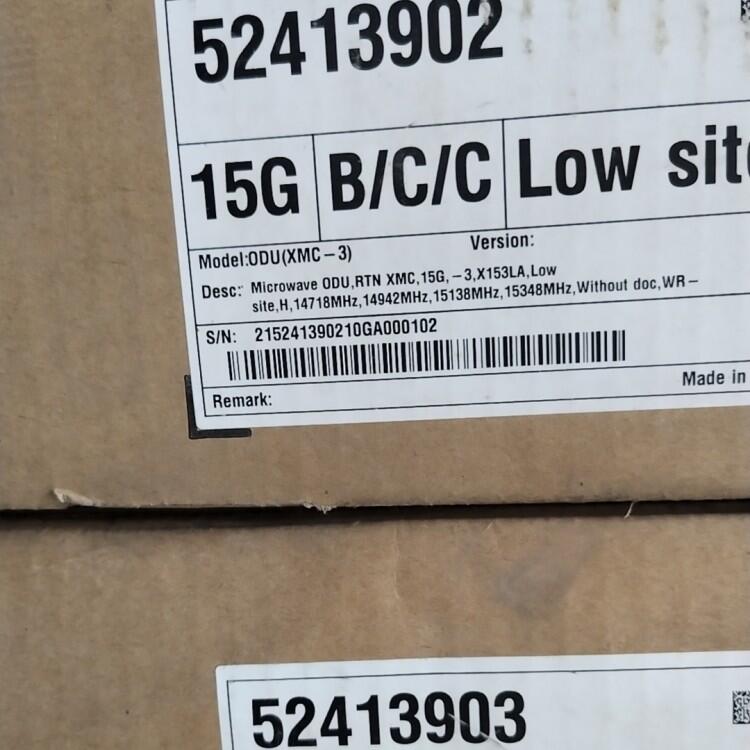 52413902
15G B/C/C Low site
Model:ODU(XMC-3) Version:
Desc: Microwave ODU,RTN XMC,15G,-3,X153LA,Low
site,H,14718MHz,14942MHz,15138MHz,15348MHz,Without doc,WR-
S/N: 215241390210GA000102
Made in
Remark:
52413903